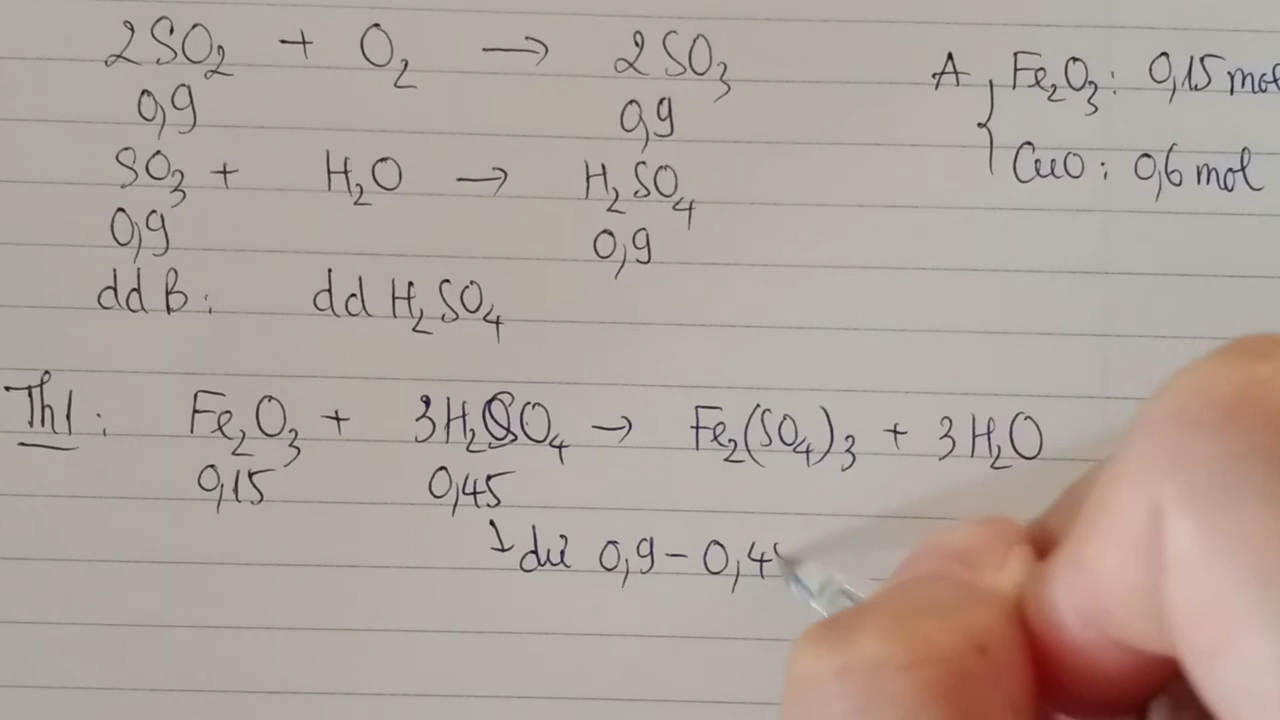 2SO₂ + O₂ → 2SO₃
0,9 0,9
SO₃ + H₂O → H₂SO₄
0,9 0,9
dd B : dd H₂SO₄
A { Fe₂O₃ : 0,15 mol
CuO : 0,6 mol
Th1 : Fe₂O₃ + 3H₂SO₄ → Fe₂(SO₄)₃ + 3H₂O
0,15 0,45
→ dư 0,9 – 0,4